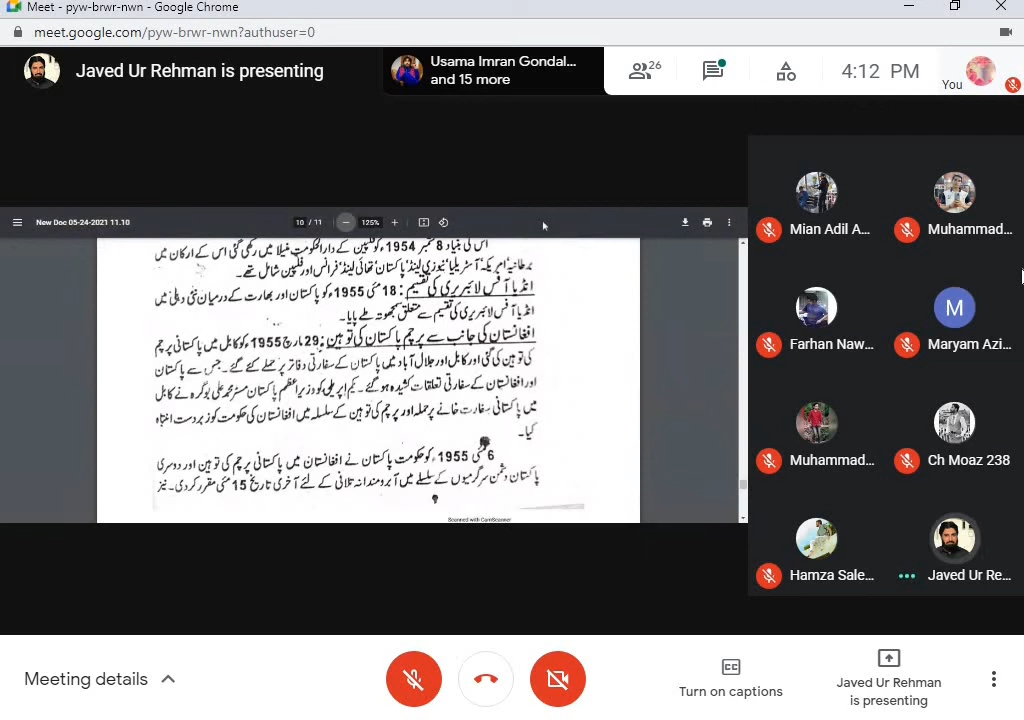 Meet - pyw-brwr-nwn - Google Chrome
meet.google.com/pyw-brwr-nwn?authuser=0
Javed Ur Rehman is presenting
Usama Imran Gondal...
and 15 more
26
4:12 PM
You
New Doc 05-24-2021 11.10
10 / 11
125%
اس کی بنیاد 8 ستمبر 1954ء کو فلپین کے دارالحکومت منیلا میں رکھی گئی اس کے ارکان میں
برطانیہ' امریکہ' آسٹریلیا' نیوزی لینڈ' پاکستان' تھائی لینڈ' فرانس اور فلپین شامل تھے۔
انڈیا آفس لائبریری کی تقسیم : 18 مئی 1955ء کو پاکستان اور بھارت کے درمیان نئی دہلی میں
انڈیا آفس لائبریری کی تقسیم سے متعلق سمجھوتہ طے پایا۔
افغانستان کی جانب سے پرچم پاکستان کی توہین : 29 مارچ 1955ء کو کابل میں پاکستانی پرچم
کی توہین کی گئی اور کابل اور جلال آباد میں پاکستان کے سفارتی دفاتر پر حملے کئے گئے۔ جس سے پاکستان
اور افغانستان کے سفارتی تعلقات کشیدہ ہو گئے۔ یکم اپریل کو وزیراعظم پاکستان مسٹر محمد علی بوگرہ نے کابل
میں پاکستانی سفارت خانے پر حملہ اور پرچم کی توہین کے سلسلہ میں افغانستان کی حکومت کو زبردست انتباہ
کیا۔
6 مئی 1955ء کو حکومت پاکستان نے افغانستان میں پاکستانی پرچم کی توہین اور دوسری
پاکستان دشمن سرگرمیوں کے سلسلے میں آبرومندانہ تلافی کے لئے آخری تاریخ 15 مئی مقرر کر دی۔ نیز
Scanned with CamScanner
Mian Adil A...
Muhammad...
Farhan Naw...
M
Maryam Azi...
Muhammad...
Ch Moaz 238
Hamza Sale...
Javed Ur Re...
Meeting details
CC
Turn on captions
Javed Ur Rehman
is presenting